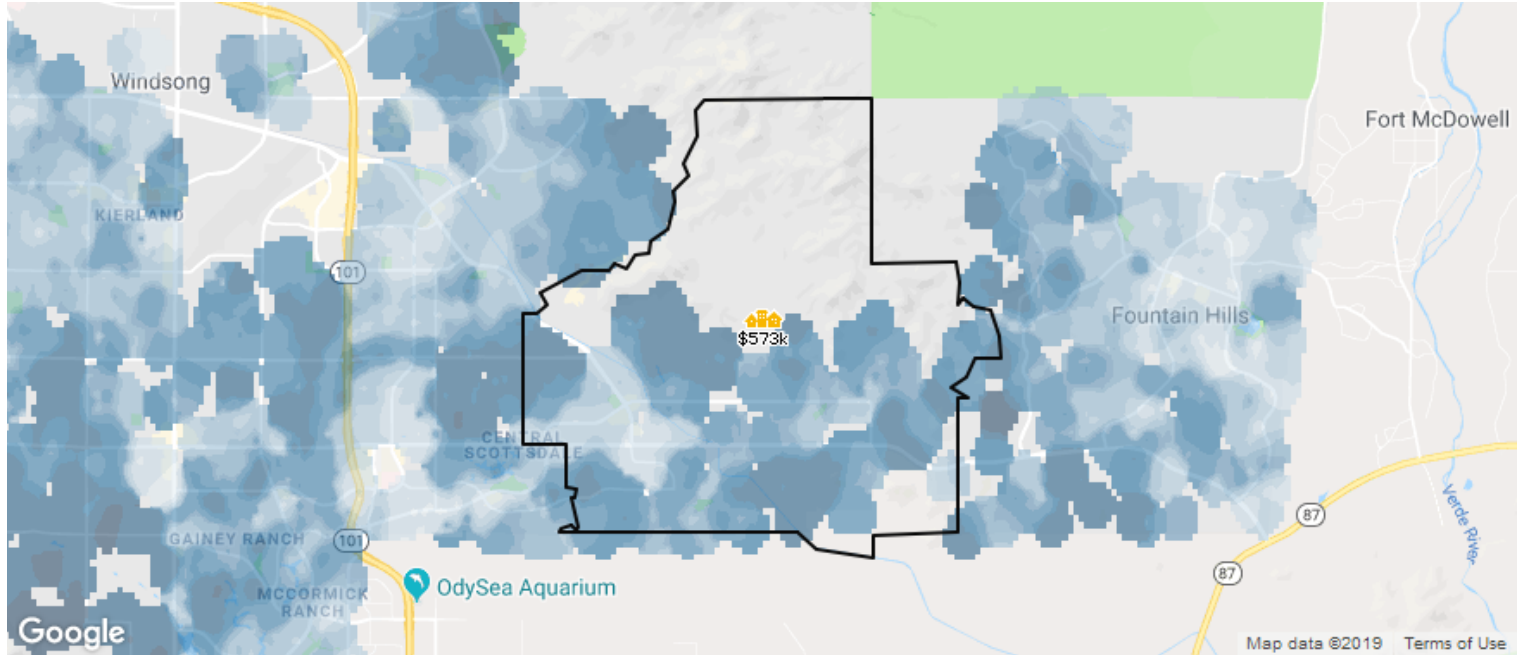 Windsong
Fort McDowell
KIERLAND
101
Fountain Hills
$573k
CENTRAL
SCOTTSDALE
87
Verde River
GAINEY RANCH
101
87
MCCORMICK
RANCH
OdySea Aquarium
Google
Map data ©2019 Terms of Use